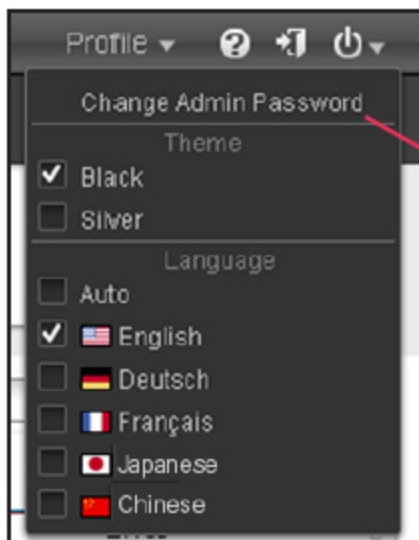 Profile
Change Admin Password
Theme
Black
Silver
Language
Auto
English
Deutsch
Français
Japanese
Chinese